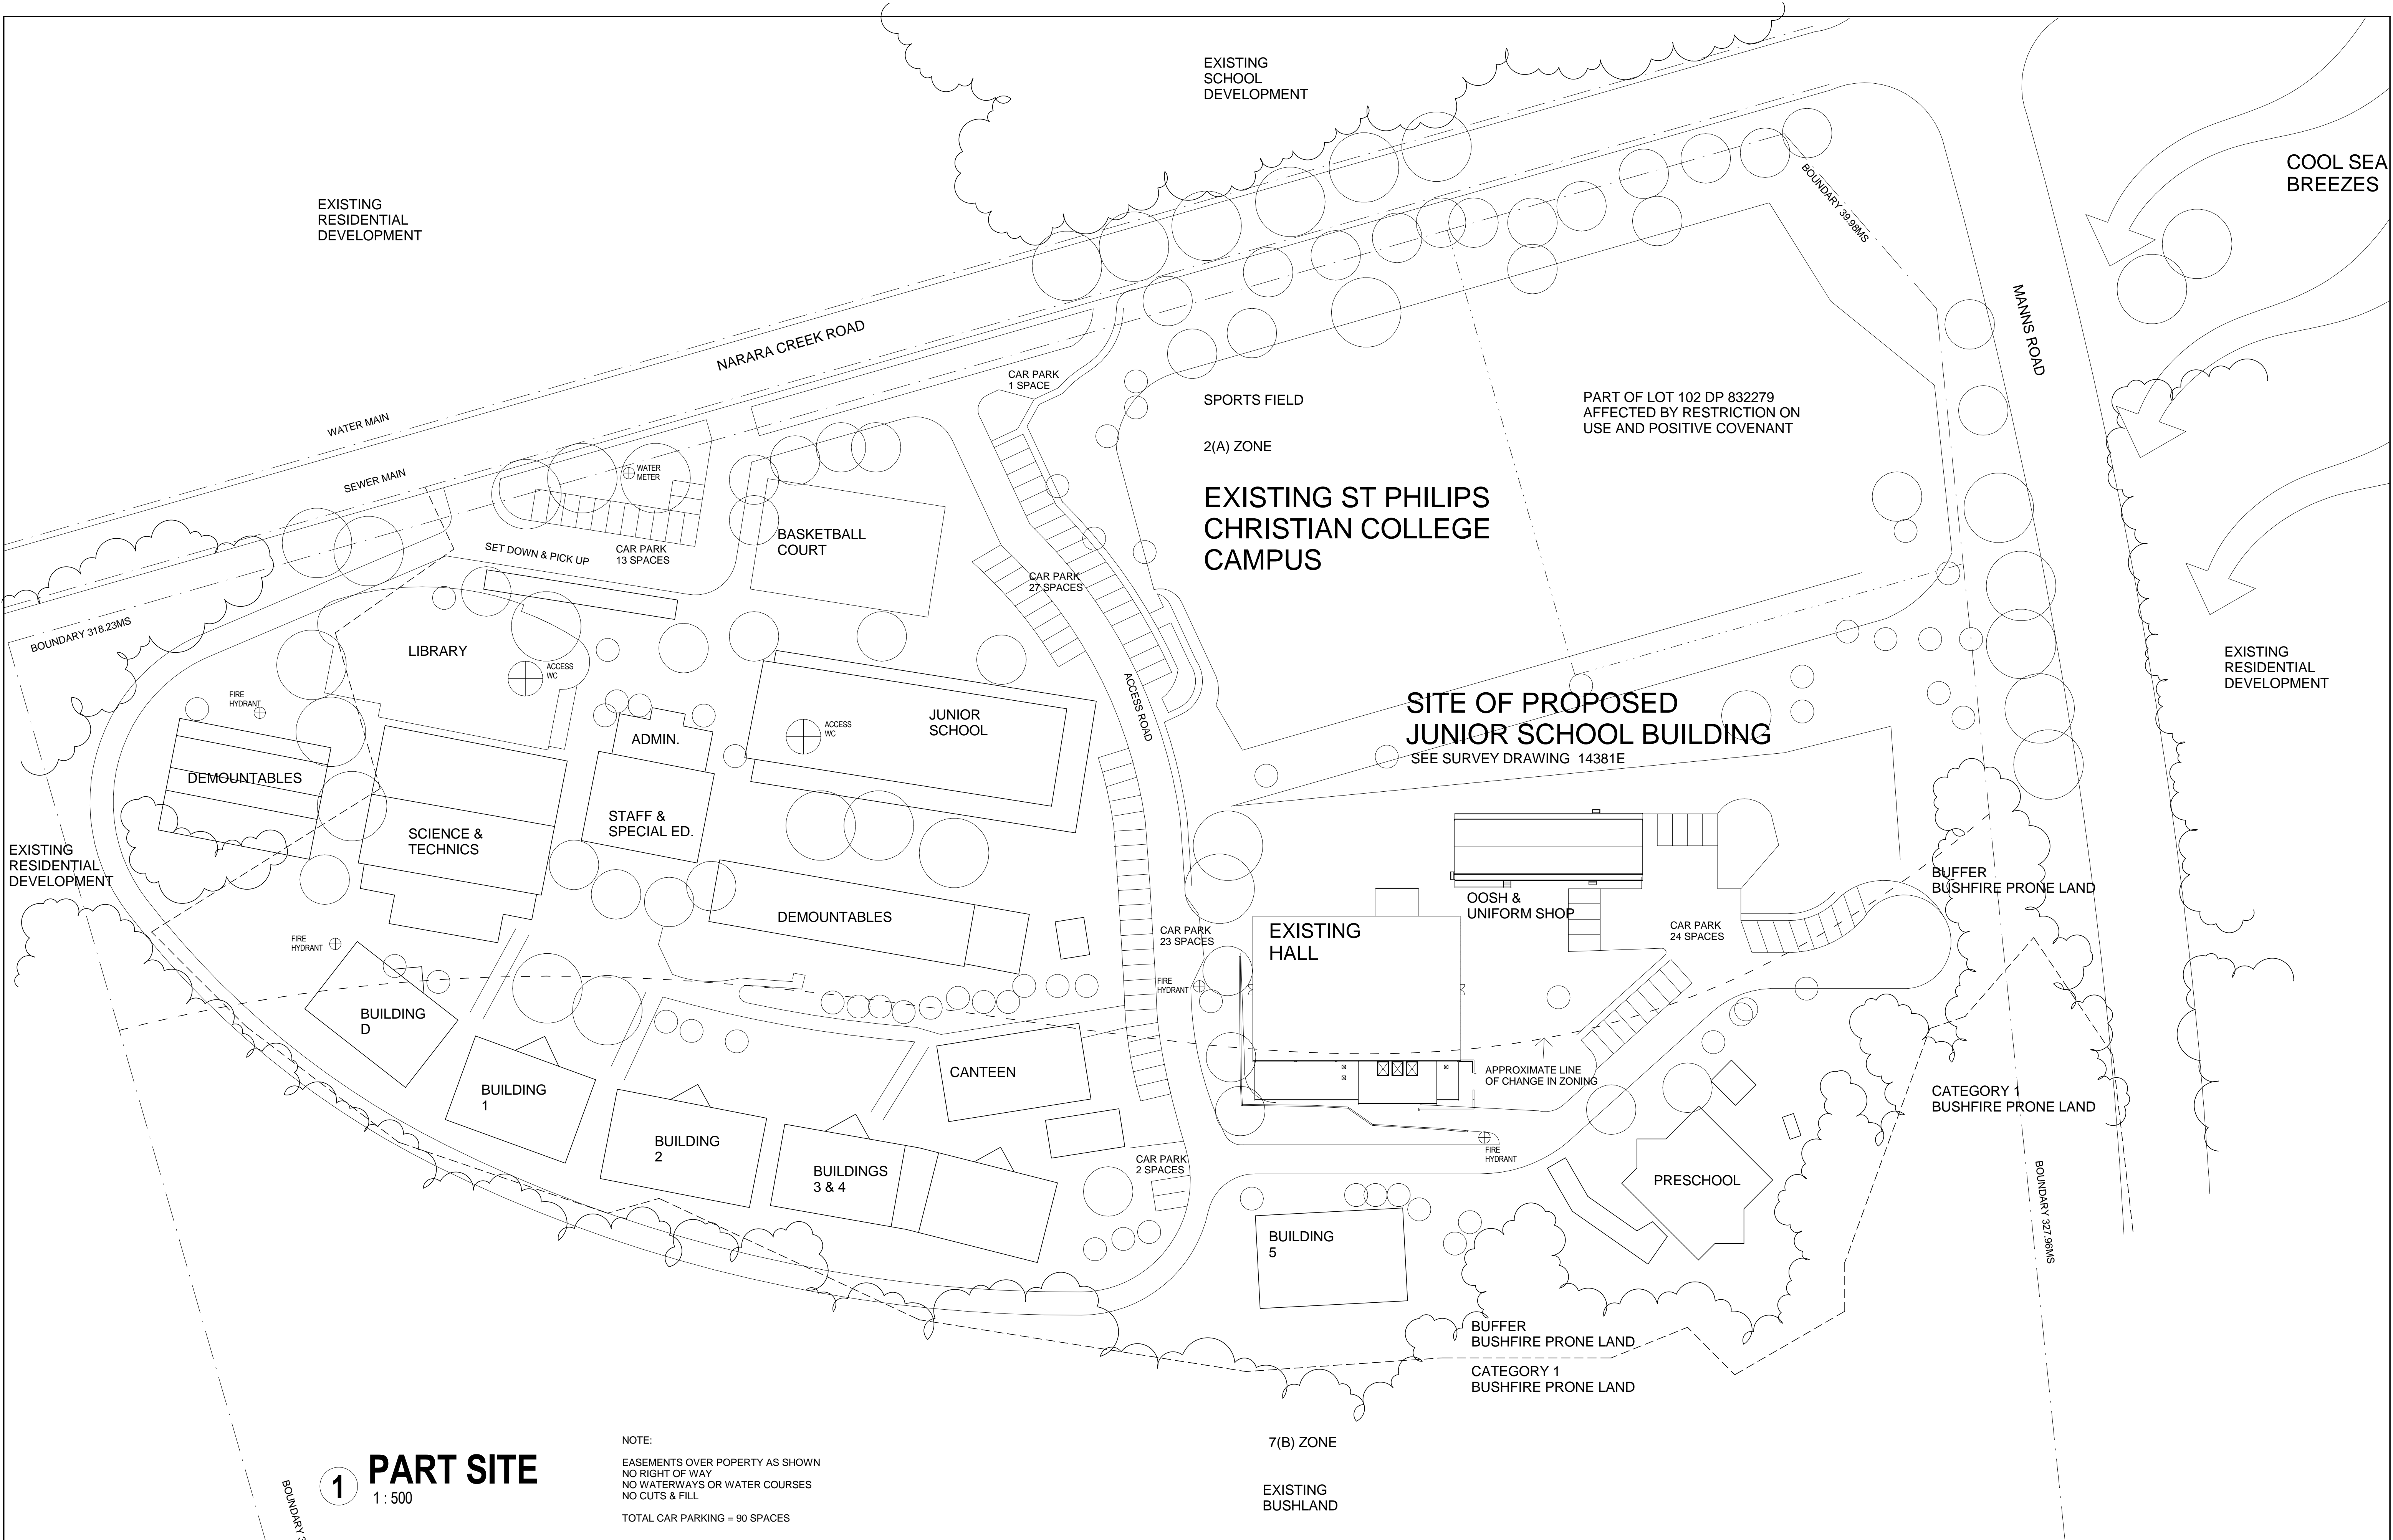 EXISTING
SCHOOL
DEVELOPMENT
COOL SEA
BREEZES
EXISTING
RESIDENTIAL
DEVELOPMENT
BOUNDARY 39.98MS
MANNS ROAD
NARARA CREEK ROAD
CAR PARK
1 SPACE
SPORTS FIELD
PART OF LOT 102 DP 832279
AFFECTED BY RESTRICTION ON
USE AND POSITIVE COVENANT
WATER MAIN
2(A) ZONE
SEWER MAIN
WATER
METER
EXISTING ST PHILIPS
CHRISTIAN COLLEGE
CAMPUS
BASKETBALL
COURT
SET DOWN & PICK UP
CAR PARK
13 SPACES
CAR PARK
27 SPACES
BOUNDARY 318.23MS
LIBRARY
ACCESS
WC
EXISTING
RESIDENTIAL
DEVELOPMENT
FIRE
HYDRANT
ACCESS ROAD
SITE OF PROPOSED
JUNIOR SCHOOL BUILDING
SEE SURVEY DRAWING  14381E
JUNIOR
SCHOOL
ACCESS
WC
ADMIN.
DEMOUNTABLES
STAFF &
SPECIAL ED.
SCIENCE &
TECHNICS
EXISTING
RESIDENTIAL
DEVELOPMENT
BUFFER
BUSHFIRE PRONE LAND
OOSH &
UNIFORM SHOP
DEMOUNTABLES
CAR PARK
23 SPACES
EXISTING
HALL
CAR PARK
24 SPACES
FIRE
HYDRANT
FIRE
HYDRANT
BUILDING
D
CANTEEN
APPROXIMATE LINE
OF CHANGE IN ZONING
BUILDING
1
CATEGORY 1
BUSHFIRE PRONE LAND
BUILDING
2
BUILDINGS
3 & 4
CAR PARK
2 SPACES
FIRE
HYDRANT
PRESCHOOL
BOUNDARY 327.96MS
BUILDING
5
BUFFER
BUSHFIRE PRONE LAND
CATEGORY 1
BUSHFIRE PRONE LAND
7(B) ZONE
EXISTING
BUSHLAND
BOUNDARY
1
PART SITE
1 : 500
NOTE:
EASEMENTS OVER POPERTY AS SHOWN
NO RIGHT OF WAY
NO WATERWAYS OR WATER COURSES
NO CUTS & FILL
TOTAL CAR PARKING = 90 SPACES